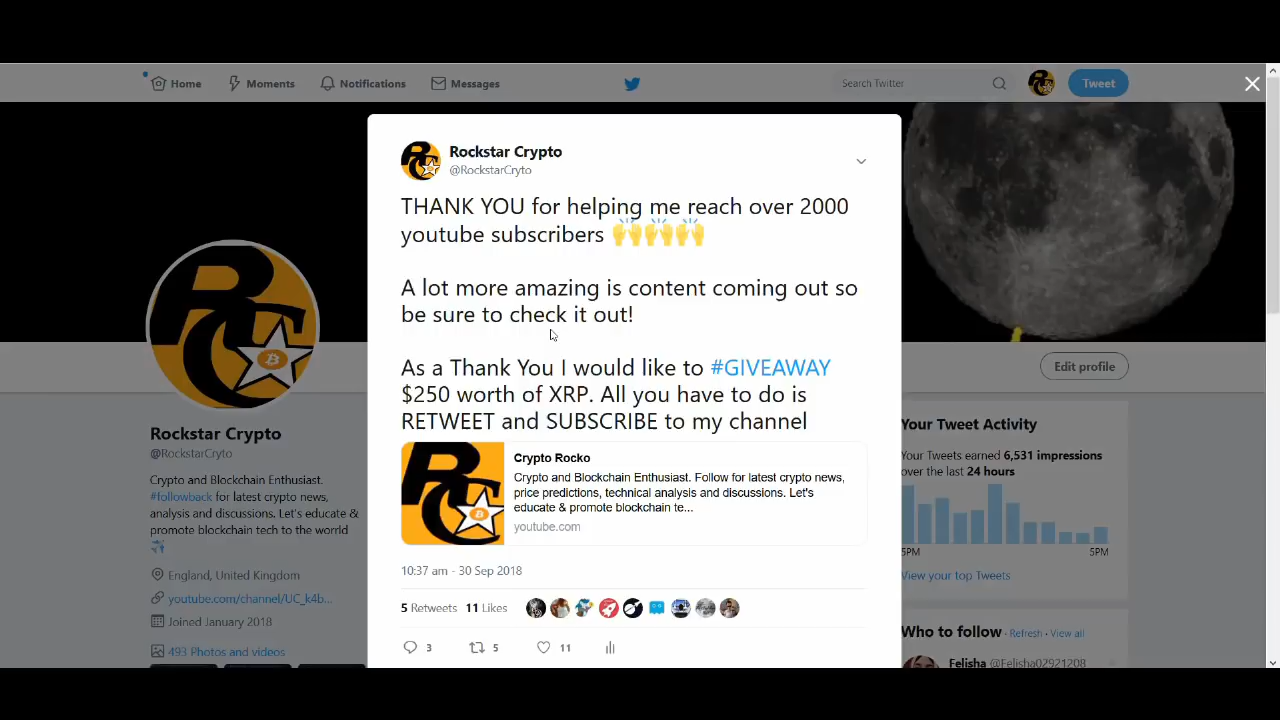 Home
Moments
Notifications
Messages
Search Twitter
Tweet
Rockstar Crypto
@RockstarCryto
THANK YOU for helping me reach over 2000
youtube subscribers 🙌🙌🙌
A lot more amazing is content coming out so
be sure to check it out!
As a Thank You I would like to #GIVEAWAY
$250 worth of XRP. All you have to do is
RETWEET and SUBSCRIBE to my channel
Crypto Rocko
Crypto and Blockchain Enthusiast. Follow for latest crypto news,
price predictions, technical analysis and discussions. Let's
educate & promote blockchain te...
youtube.com
10:37 am - 30 Sep 2018
5 Retweets 11 Likes
3
5
11
Rockstar Crypto
@RockstarCryto
Crypto and Blockchain Enthusiast.
#followback for latest crypto news,
analysis and discussions. Let's educate &
promote blockchain tech to the worrld
England, United Kingdom
youtube.com/channel/UC_k4b...
Joined January 2018
493 Photos and videos
Edit profile
Your Tweet Activity
Your Tweets earned 6,531 impressions
over the last 24 hours
5PM
5PM
View your top Tweets
Who to follow · Refresh · View all
Felisha @Felisha02921208